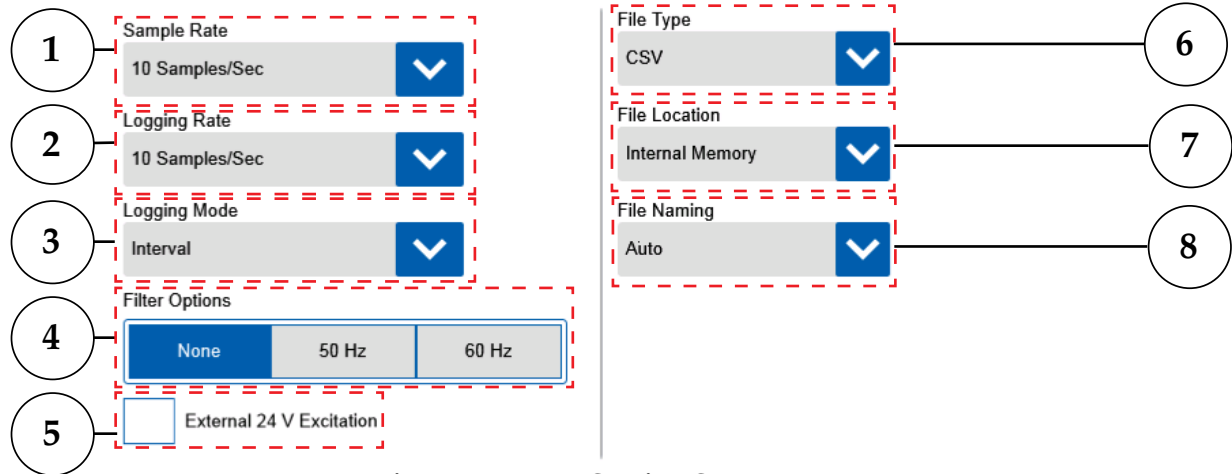 1
Sample Rate
10 Samples/Sec
2
Logging Rate
10 Samples/Sec
3
Logging Mode
Interval
4
Filter Options
None 50 Hz 60 Hz
5
External 24 V Excitation
File Type
CSV
6
File Location
Internal Memory
7
File Naming
Auto
8